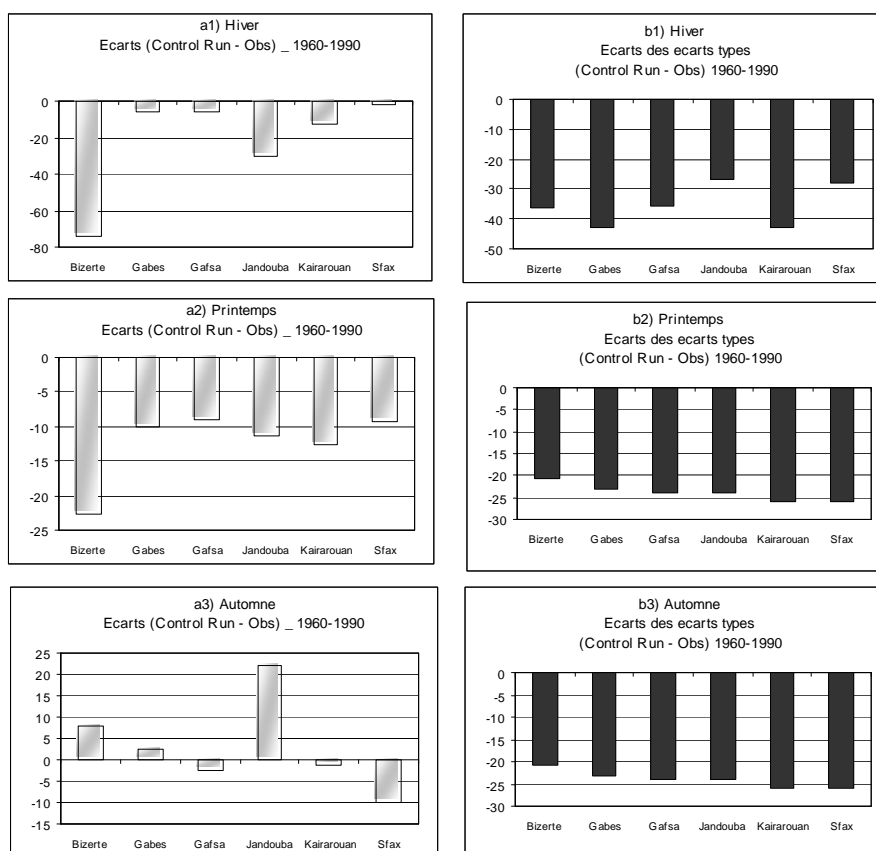 a1) Hiver
Ecarts (Control Run - Obs) _ 1960-1990
0
-20
-40
-60
-80
Bizerte Gabes Gafsa Jandouba Kairarouan Sfax
b1) Hiver
Ecarts des ecarts types
(Control Run - Obs) 1960-1990
0
-10
-20
-30
-40
-50
Bizerte Gabes Gafsa Jandouba Kairarouan Sfax
a2) Printemps
Ecarts (Control Run - Obs) _ 1960-1990
0
-5
-10
-15
-20
-25
Bizerte Gabes Gafsa Jandouba Kairarouan Sfax
b2) Printemps
Ecarts des ecarts types
(Control Run - Obs) 1960-1990
0
-5
-10
-15
-20
-25
-30
Bizerte Gabes Gafsa Jandouba Kairarouan Sfax
a3) Automne
Ecarts (Control Run - Obs) _ 1960-1990
25
20
15
10
5
0
-5
-10
-15
Bizerte Gabes Gafsa Jandouba Kairarouan Sfax
b3) Automne
Ecarts des ecarts types
(Control Run - Obs) 1960-1990
0
-5
-10
-15
-20
-25
-30
Bizerte Gabes Gafsa Jandouba Kairarouan Sfax